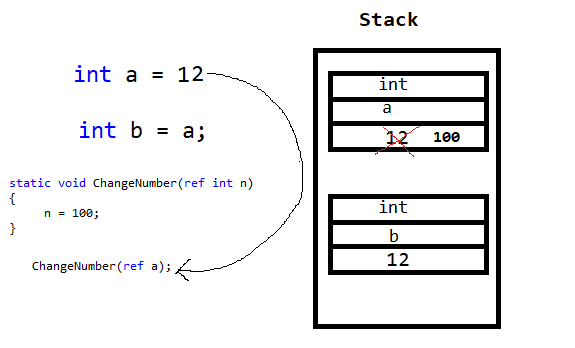 Stack
int a = 12
int b = a;
static void ChangeNumber(ref int n)
{
n = 100;
}
ChangeNumber(ref a);
int
a
12 100
int
b
12